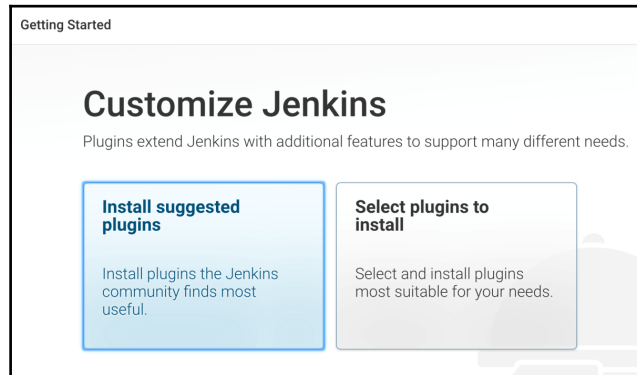 Getting Started
Customize Jenkins
Plugins extend Jenkins with additional features to support many different needs.
Install suggested
plugins
Install plugins the Jenkins
community finds most
useful.
Select plugins to
install
Select and install plugins
most suitable for your needs.